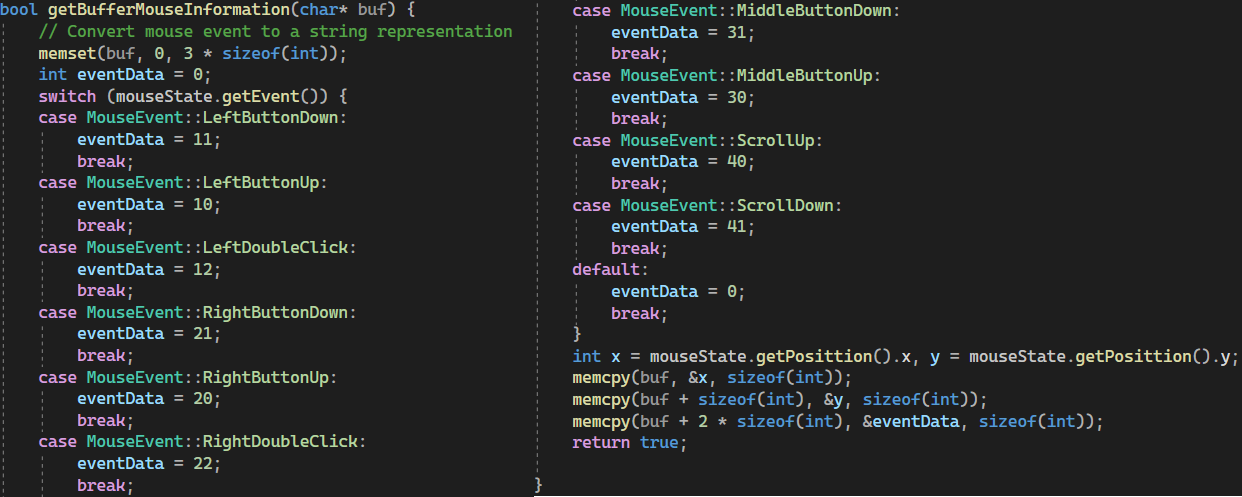 bool getBufferMouseInformation(char* buf) {
    // Convert mouse event to a string representation
    memset(buf, 0, 3 * sizeof(int));
    int eventData = 0;
    switch (mouseState.getEvent()) {
    case MouseEvent::LeftButtonDown:
        eventData = 11;
        break;
    case MouseEvent::LeftButtonUp:
        eventData = 10;
        break;
    case MouseEvent::LeftDoubleClick:
        eventData = 12;
        break;
    case MouseEvent::RightButtonDown:
        eventData = 21;
        break;
    case MouseEvent::RightButtonUp:
        eventData = 20;
        break;
    case MouseEvent::RightDoubleClick:
        eventData = 22;
        break;
    case MouseEvent::MiddleButtonDown:
        eventData = 31;
        break;
    case MouseEvent::MiddleButtonUp:
        eventData = 30;
        break;
    case MouseEvent::ScrollUp:
        eventData = 40;
        break;
    case MouseEvent::ScrollDown:
        eventData = 41;
        break;
    default:
        eventData = 0;
        break;
    }
    int x = mouseState.getPosittion().x, y = mouseState.getPosittion().y;
    memcpy(buf, &x, sizeof(int));
    memcpy(buf + sizeof(int), &y, sizeof(int));
    memcpy(buf + 2 * sizeof(int), &eventData, sizeof(int));
    return true;
}